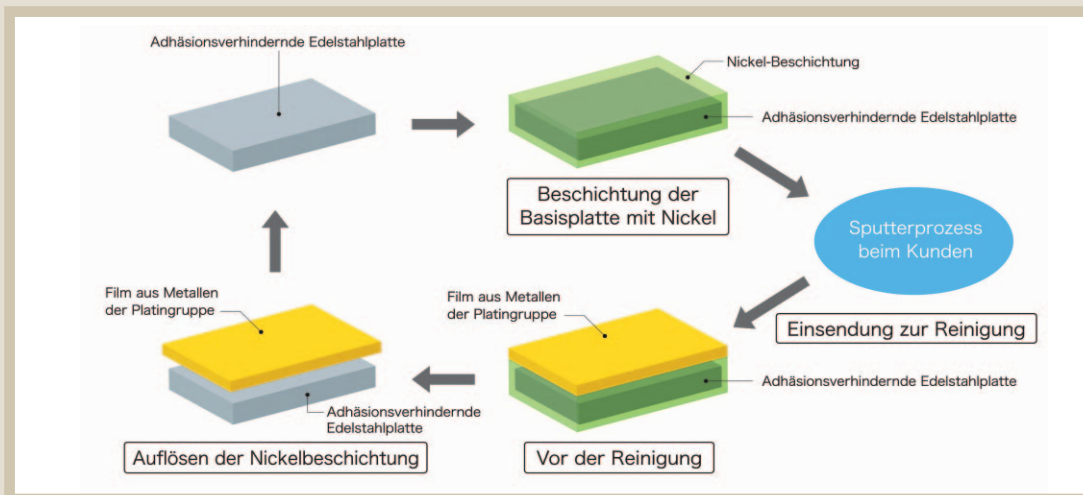 Adhäsionsverhindernde Edelstahlplatte
Nickel-Beschichtung
Adhäsionsverhindernde Edelstahlplatte
Beschichtung der
Basisplatte mit Nickel
Sputterprozess
beim Kunden
Einsendung zur Reinigung
Film aus Metallen
der Platingruppe
Adhäsionsverhindernde Edelstahlplatte
Vor der Reinigung
Film aus Metallen
der Platingruppe
Adhäsionsverhindernde
Edelstahlplatte
Auflösen der Nickelbeschichtung